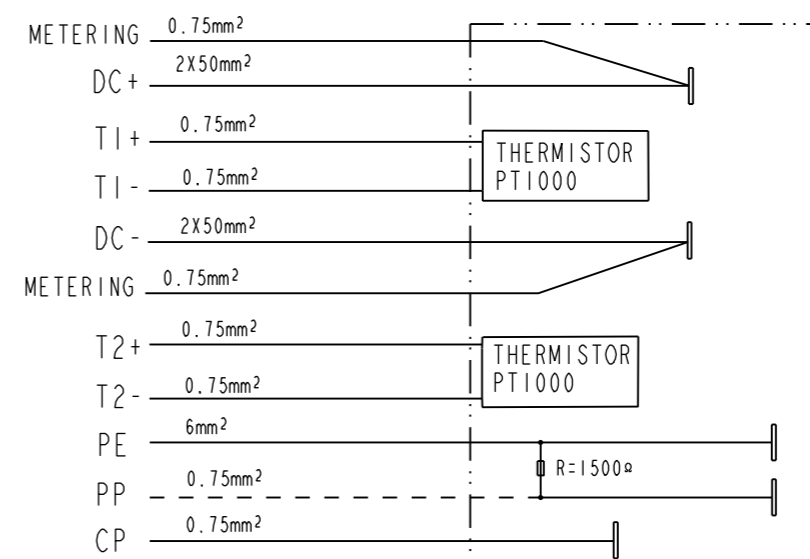 METERING 0.75mm²
DC+ 2X50mm²
T1+ 0.75mm²
THERMISTOR
PT1000
T1- 0.75mm²
DC- 2X50mm²
METERING 0.75mm²
T2+ 0.75mm²
THERMISTOR
PT1000
T2- 0.75mm²
PE 6mm²
R=1500Ω
PP 0.75mm²
CP 0.75mm²